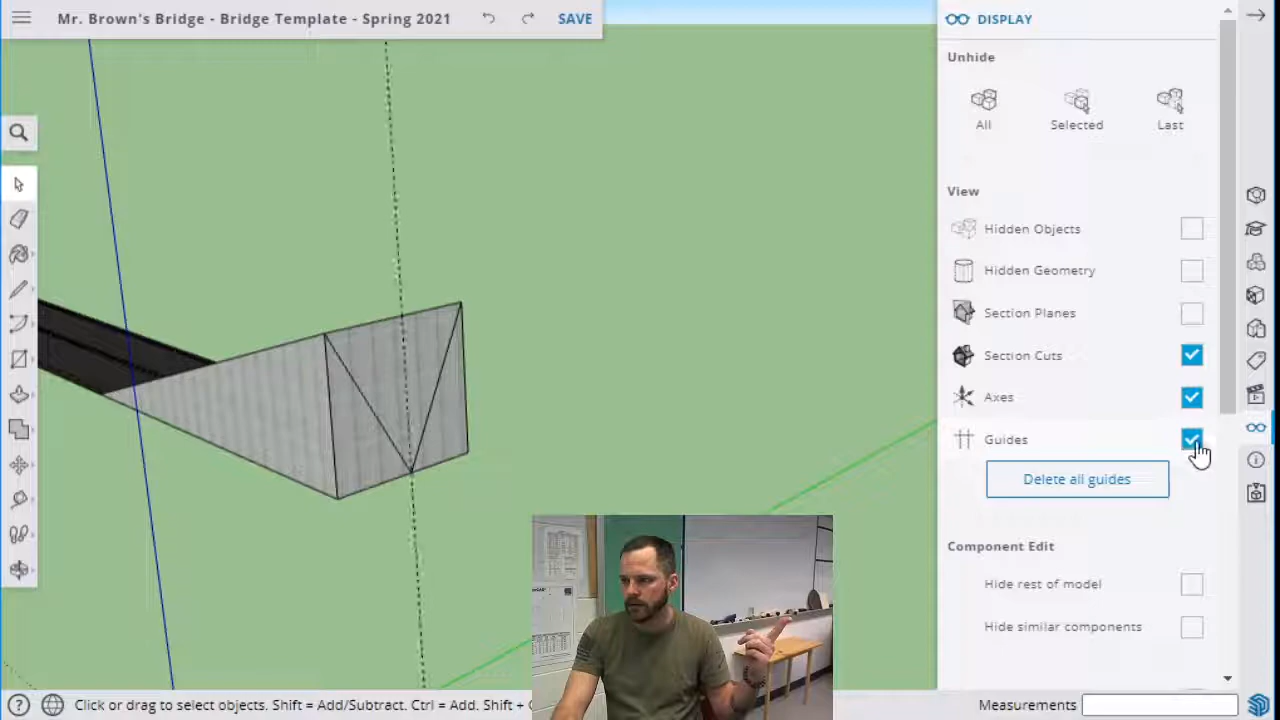 Mr. Brown's Bridge - Bridge Template - Spring 2021
SAVE
DISPLAY
Unhide
All
Selected
Last
View
Hidden Objects
Hidden Geometry
Section Planes
Section Cuts
Axes
Guides
Delete all guides
Component Edit
Hide rest of model
Hide similar components
Click or drag to select objects. Shift = Add/Subtract. Ctrl = Add. Shift +
Measurements